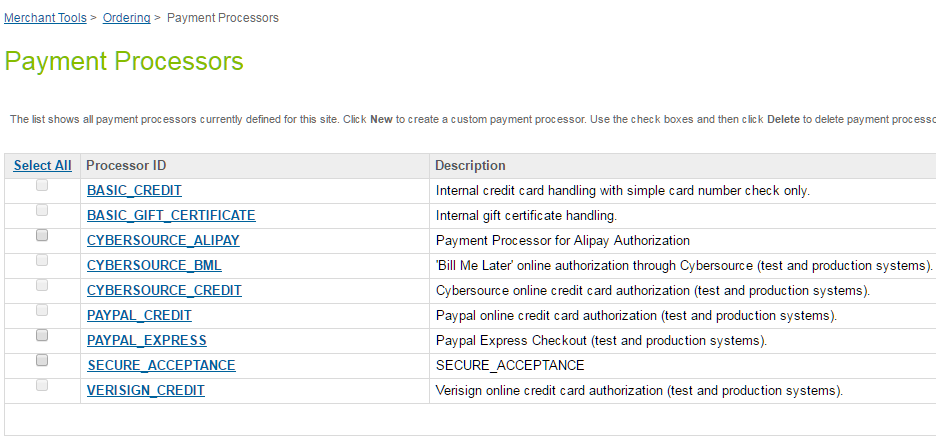 Merchant Tools > Ordering > Payment Processors
Payment Processors
The list shows all payment processors currently defined for this site. Click New to create a custom payment processor. Use the check boxes and then click Delete to delete payment processo
Select All Processor ID Description
BASIC_CREDIT Internal credit card handling with simple card number check only.
BASIC_GIFT_CERTIFICATE Internal gift certificate handling.
CYBERSOURCE_ALIPAY Payment Processor for Alipay Authorization
CYBERSOURCE_BML 'Bill Me Later' online authorization through Cybersource (test and production systems).
CYBERSOURCE_CREDIT Cybersource online credit card authorization (test and production systems).
PAYPAL_CREDIT Paypal online credit card authorization (test and production systems).
PAYPAL_EXPRESS Paypal Express Checkout (test and production systems).
SECURE_ACCEPTANCE SECURE_ACCEPTANCE
VERISIGN_CREDIT Verisign online credit card authorization (test and production systems).